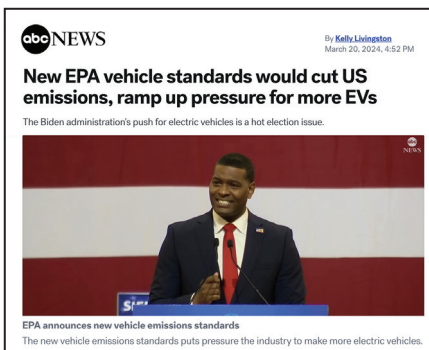 abc NEWS
By Kelly Livingston
March 20, 2024, 4:52 PM
New EPA vehicle standards would cut US
emissions, ramp up pressure for more EVs
The Biden administration's push for electric vehicles is a hot election issue.
abc
NEWS
EPA announces new vehicle emissions standards
The new vehicle emissions standards puts pressure the industry to make more electric vehicles.